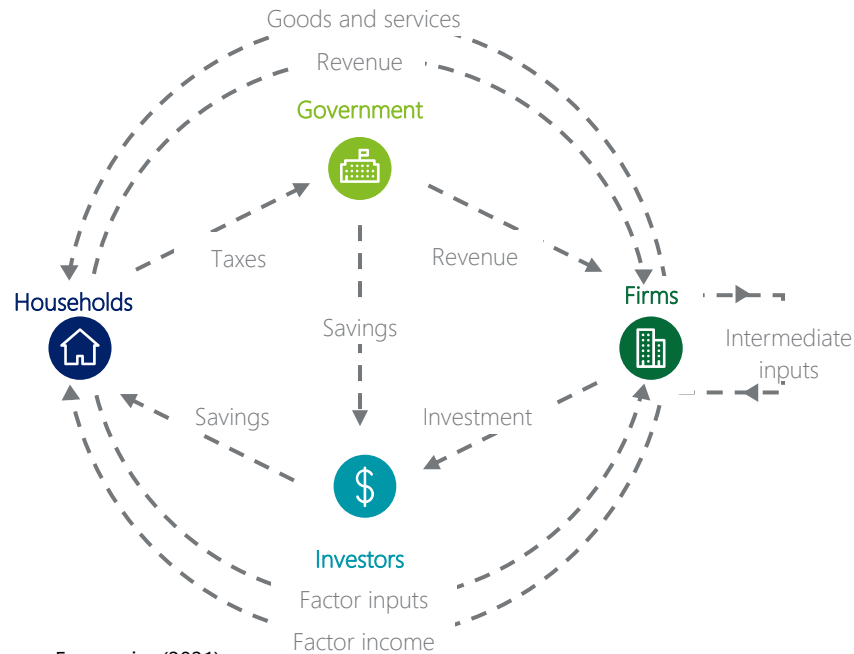 Goods and services
Revenue
Government
Taxes
Revenue
Households
Firms
Savings
Intermediate
inputs
Savings
Investment
$
Investors
Factor inputs
Factor income